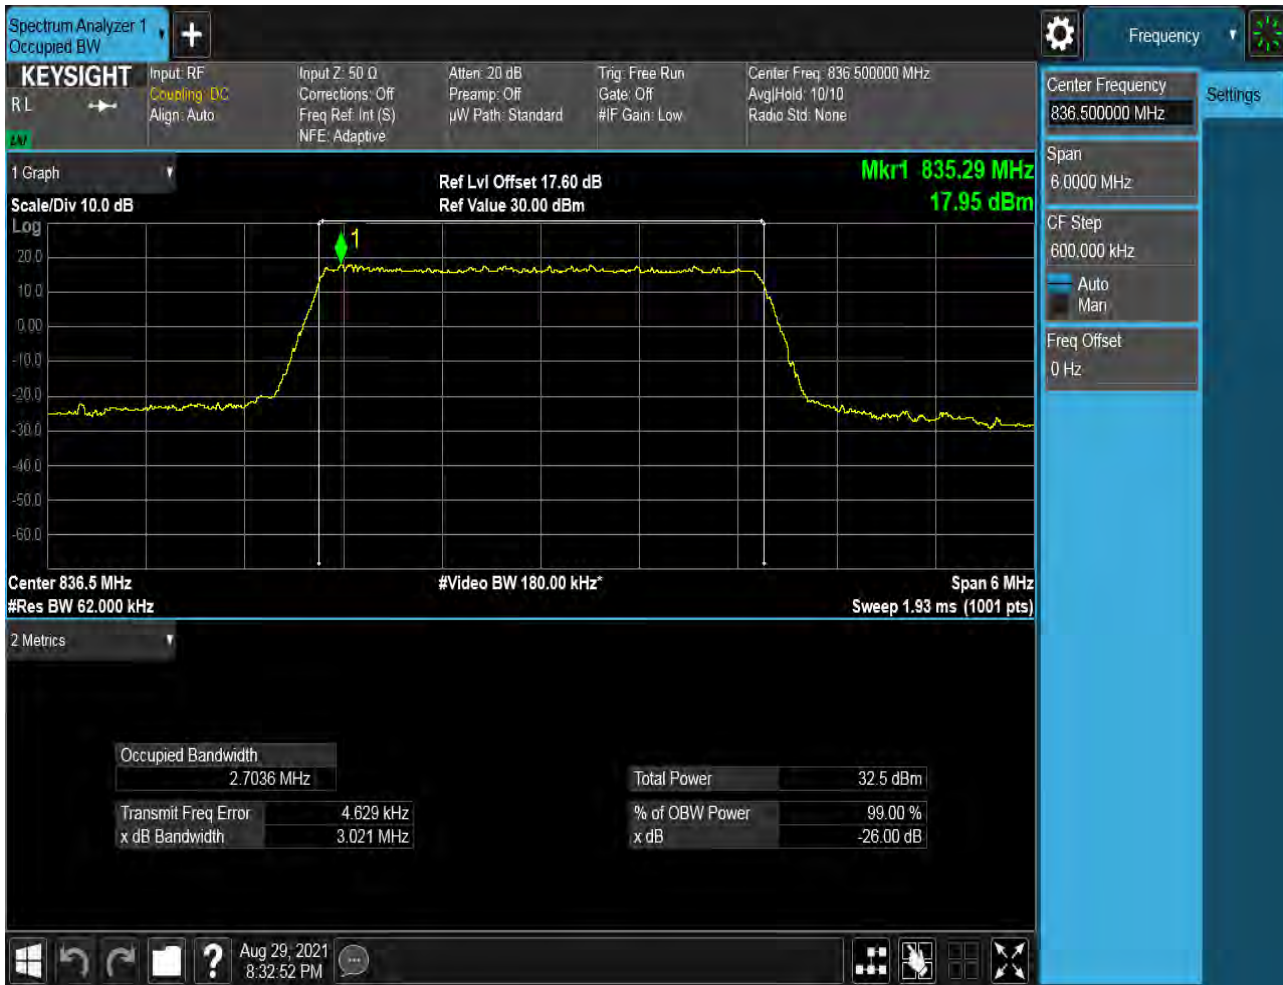 Spectrum Analyzer 1
Occupied BW
Frequency
KEYSIGHT
R L
LXI
Input: RF
Coupling: DC
Align: Auto
Input Z: 50 Ω
Corrections: Off
Freq Ref: Int (S)
NFE: Adaptive
Atten: 20 dB
Preamp: Off
µW Path: Standard
Trig: Free Run
Gate: Off
#IF Gain: Low
Center Freq: 836.500000 MHz
Avg|Hold: 10/10
Radio Std: None
Center Frequency
836.500000 MHz
Settings
Span
6.0000 MHz
CF Step
600.000 kHz
Auto
Man
Freq Offset
0 Hz
1 Graph
Scale/Div 10.0 dB
Ref Lvl Offset 17.60 dB
Ref Value 30.00 dBm
Mkr1 835.29 MHz
17.95 dBm
Log
1
20.0
10.0
0.00
-10.0
-20.0
-30.0
-40.0
-50.0
-60.0
Center 836.5 MHz
#Res BW 62.000 kHz
#Video BW 180.00 kHz*
Span 6 MHz
Sweep 1.93 ms (1001 pts)
2 Metrics
Occupied Bandwidth
2.7036 MHz
Transmit Freq Error 4.629 kHz
x dB Bandwidth 3.021 MHz
Total Power 32.5 dBm
% of OBW Power 99.00 %
x dB -26.00 dB
?
Aug 29, 2021
8:32:52 PM